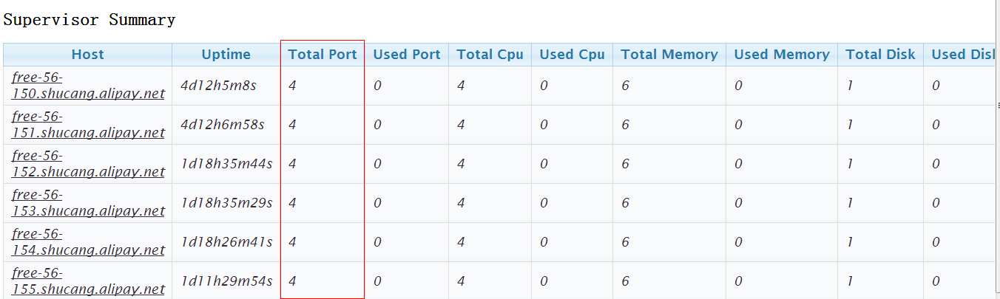 Supervisor Summary
Host Uptime Total Port Used Port Total Cpu Used Cpu Total Memory Used Memory Total Disk Used Disk
free-56-
150.shucang.alipay.net 4d12h5m8s 4 0 4 0 6 0 1 0
free-56-
151.shucang.alipay.net 4d12h6m58s 4 0 4 0 6 0 1 0
free-56-
152.shucang.alipay.net 1d18h35m44s 4 0 4 0 6 0 1 0
free-56-
153.shucang.alipay.net 1d18h35m29s 4 0 4 0 6 0 1 0
free-56-
154.shucang.alipay.net 1d18h26m41s 4 0 4 0 6 0 1 0
free-56-
155.shucang.alipay.net 1d11h29m54s 4 0 4 0 6 0 1 0